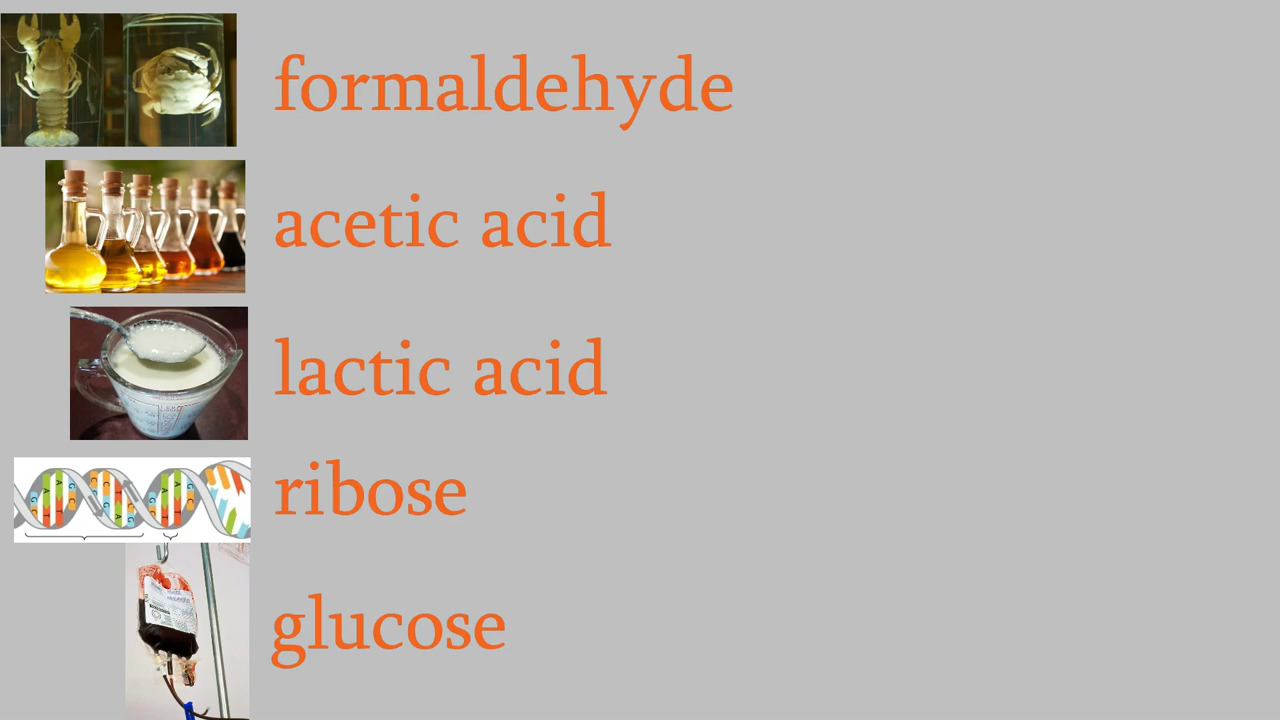 formaldehyde
acetic acid
lactic acid
ribose
glucose